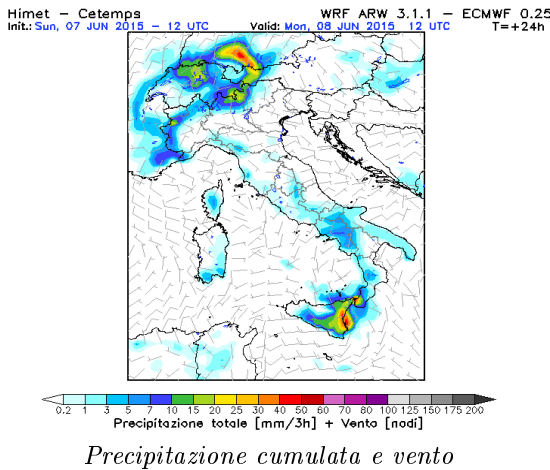 Himet – Cetemps WRF ARW 3.1.1 – ECMWF 0.25
Init.: Sun, 07 JUN 2015 – 12 UTC Valid: Mon, 08 JUN 2015 12 UTC T=+24h
0.2 1 3 5 7 10 15 20 25 30 40 50 60 70 80 100 125 150 175 200
Precipitazione totale [mm/3h] + Vento [nodi]
Precipitazione cumulata e vento